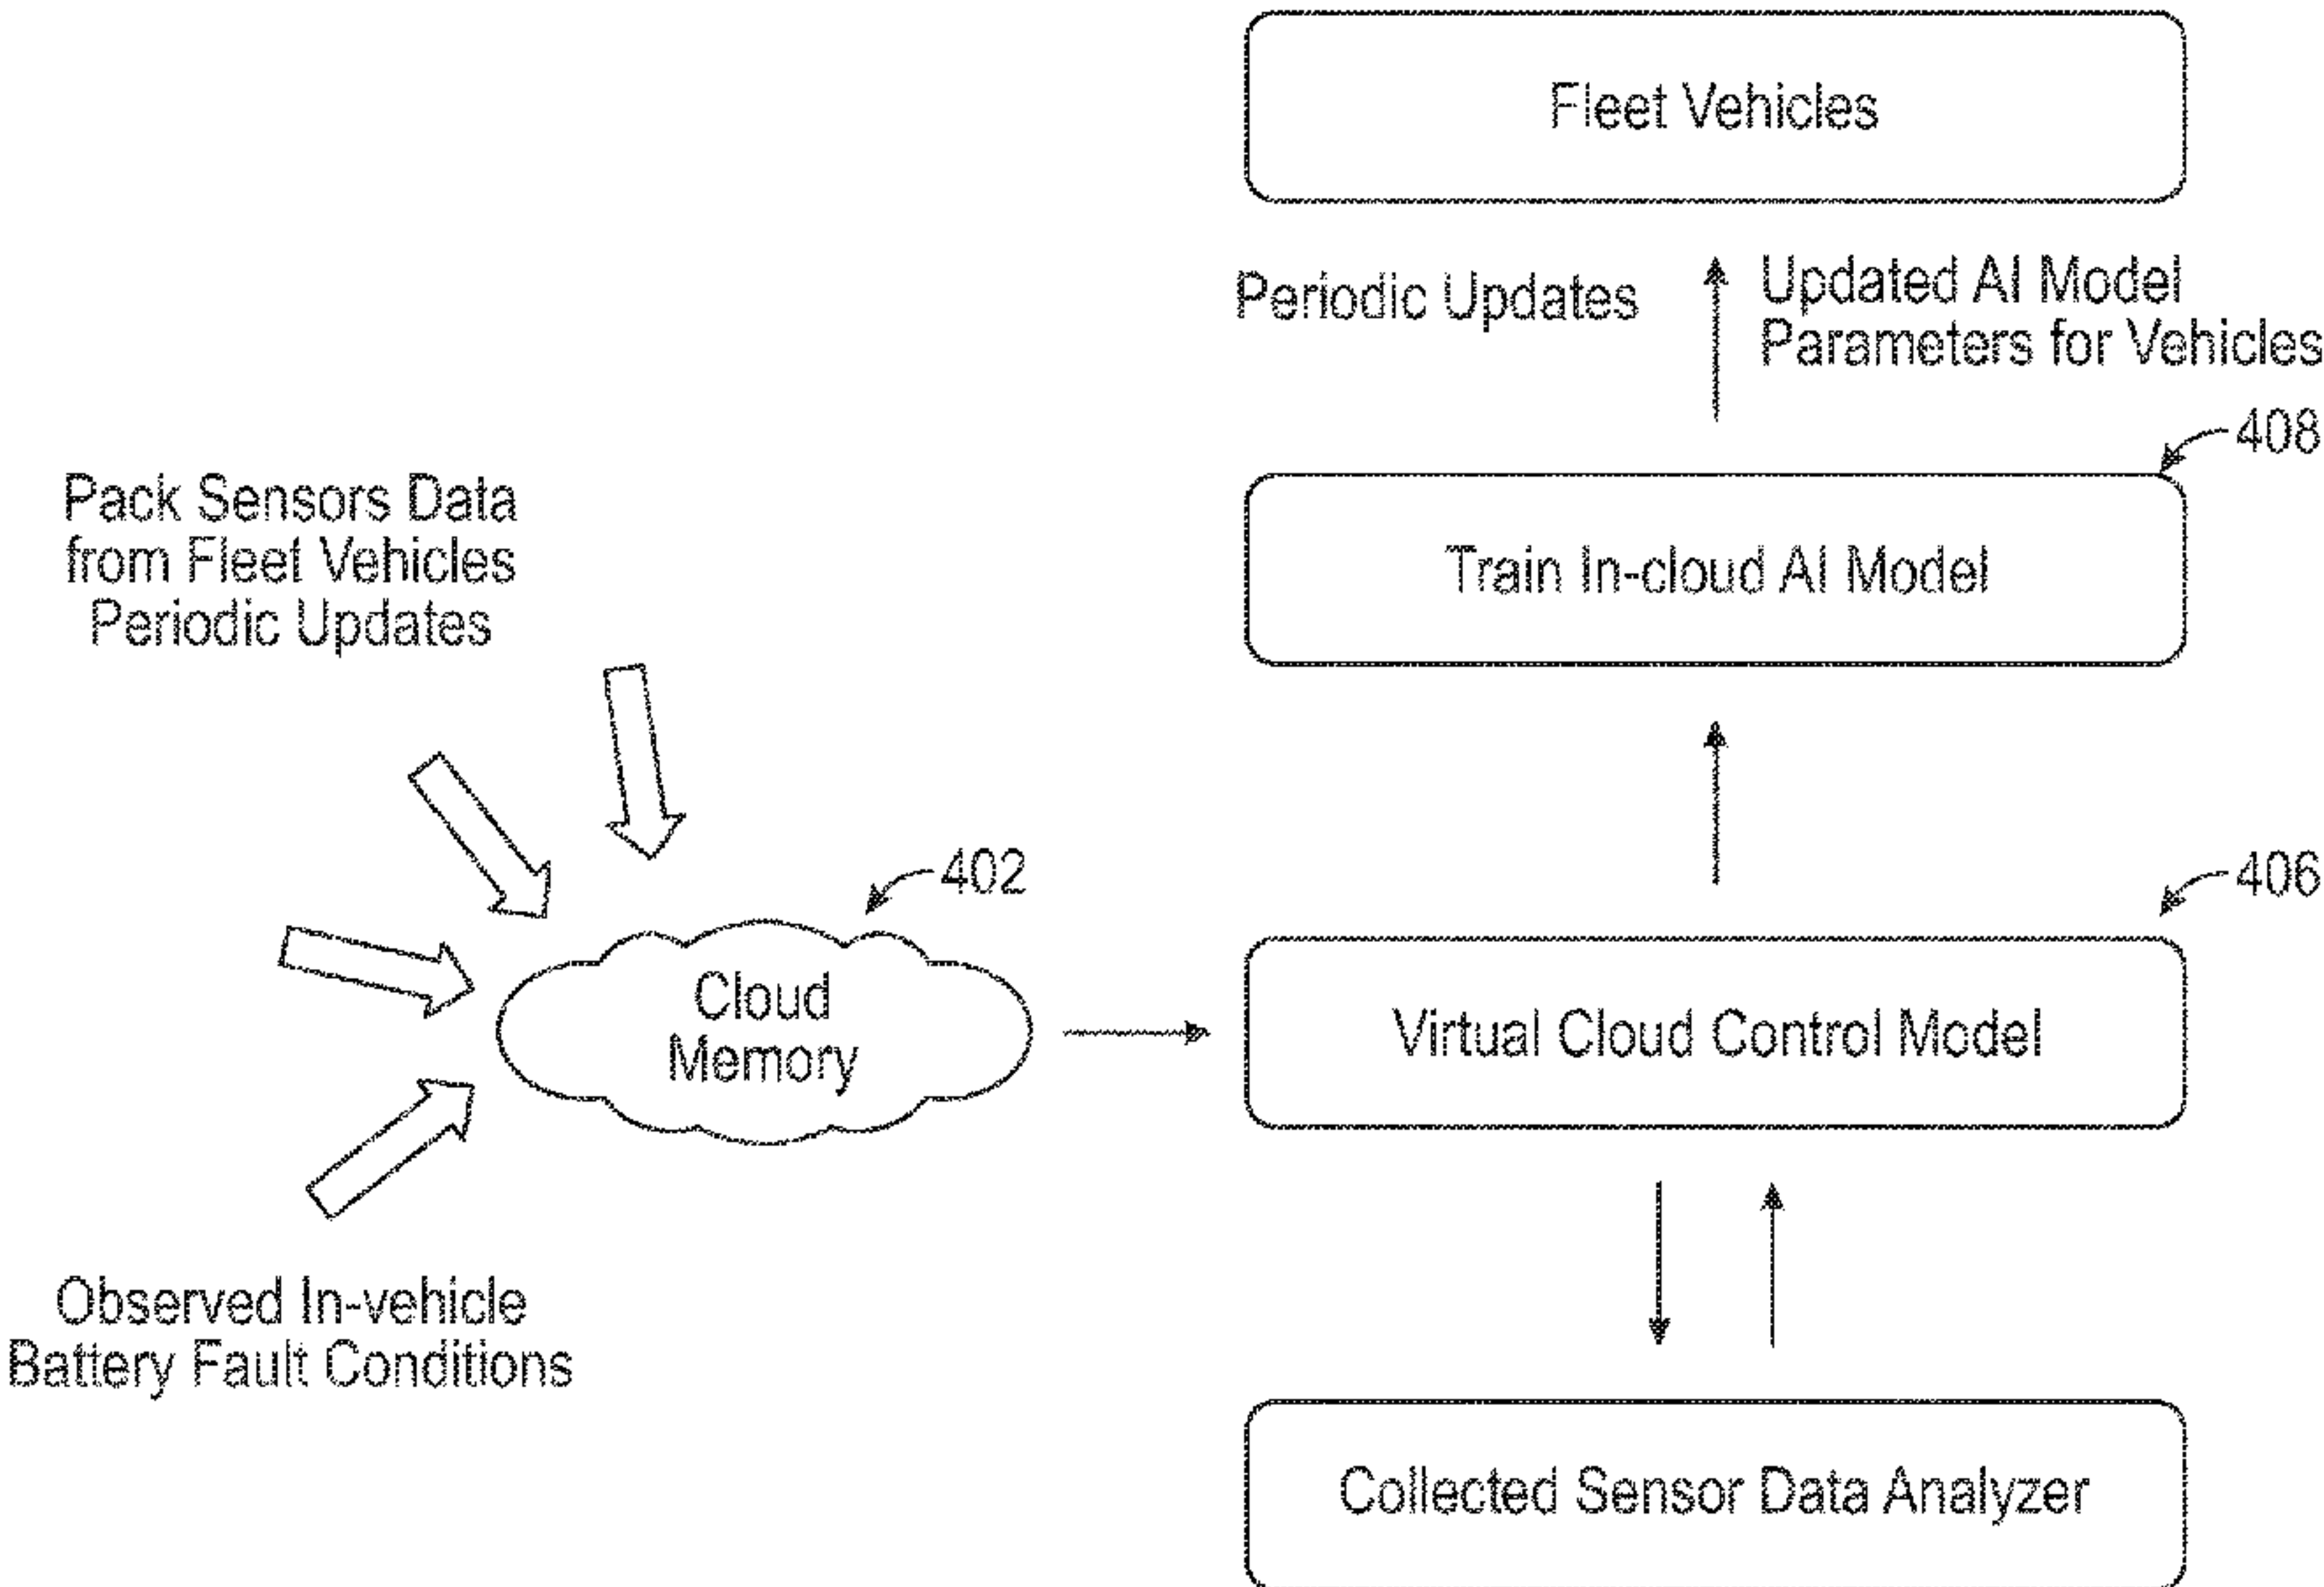 Fleet Vehicles
Periodic Updates
Updated AI Model
Parameters for Vehicles
408
Pack Sensors Data
from Fleet Vehicles
Periodic Updates
Train In-cloud AI Model
402
406
Cloud
Memory
Virtual Cloud Control Model
Observed In-vehicle
Battery Fault Conditions
Collected Sensor Data Analyzer